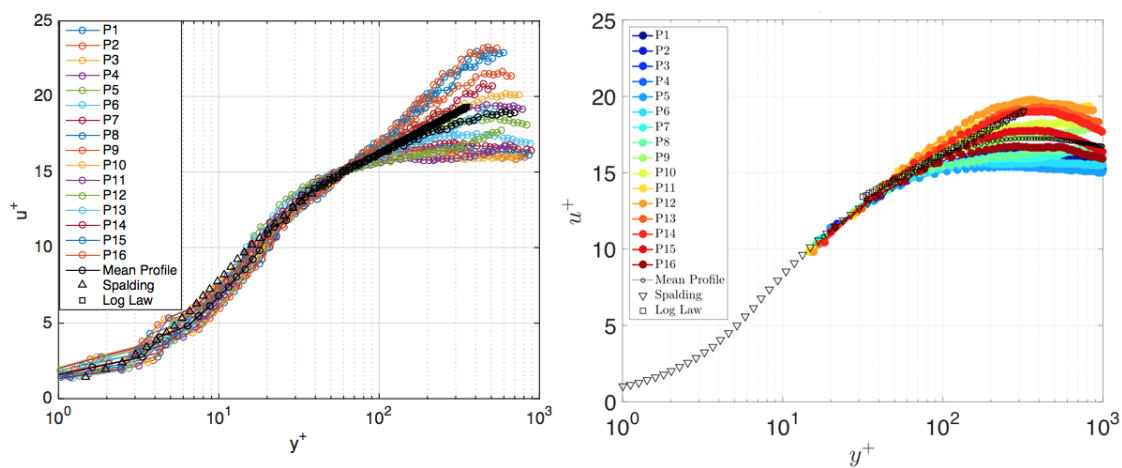 25
20
15
10
5
0
u+
10^0
10^1
10^2
10^3
y+
P1
P2
P3
P4
P5
P6
P7
P8
P9
P10
P11
P12
P13
P14
P15
P16
Mean Profile
Spalding
Log Law
25
20
15
10
5
0
u+
10^0
10^1
10^2
10^3
y+
P1
P2
P3
P4
P5
P6
P7
P8
P9
P10
P11
P12
P13
P14
P15
P16
Mean Profile
Spalding
Log Law